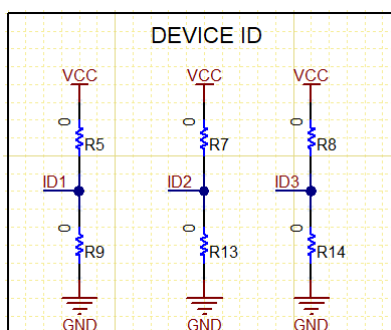 DEVICE ID
VCC VCC VCC
0 0 0
R5 R7 R8
ID1 ID2 ID3
0 0 0
R9 R13 R14
GND GND GND